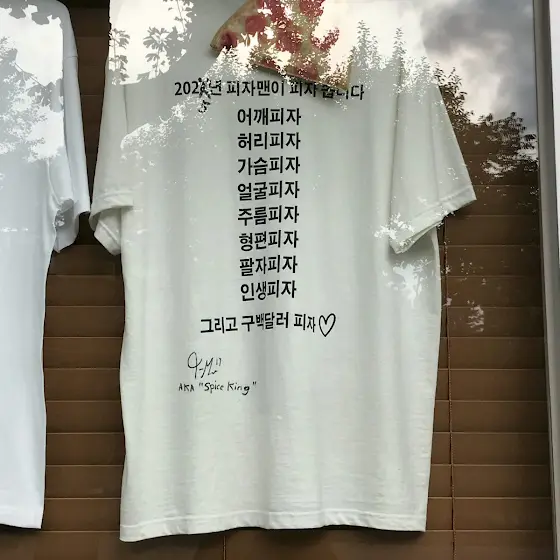 피자맨이 피자
어깨피자
허리피자
가슴피자
얼굴피자
주름피자
형편피자
팔자피자
인생피자
그리고 구백달러 피자♡
AKA "Spice King"